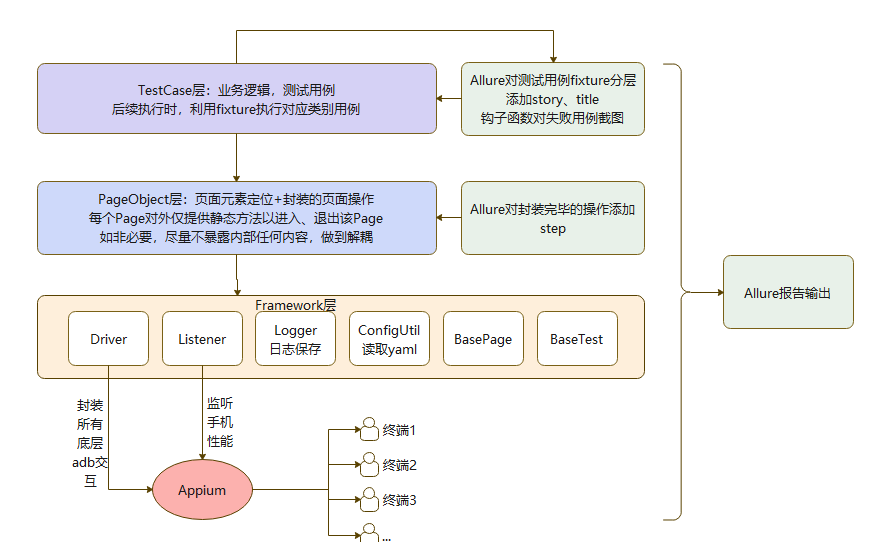 TestCase层：业务逻辑，测试用例
后续执行时，利用fixture执行对应类别用例
Allure对测试用例fixture分层
添加story、title
钩子函数对失败用例截图
PageObject层：页面元素定位+封装的页面操作
每个Page对外仅提供静态方法以进入、退出该Page
如非必要，尽量不暴露内部任何内容，做到解耦
Allure对封装完毕的操作添加
step
Allure报告输出
Framework层
Driver
Listener
Logger
日志保存
ConfigUtil
读取yaml
BasePage
BaseTest
封装
所有
底层
adb交
互
监听
手机
性能
Appium
终端1
终端2
终端3
...